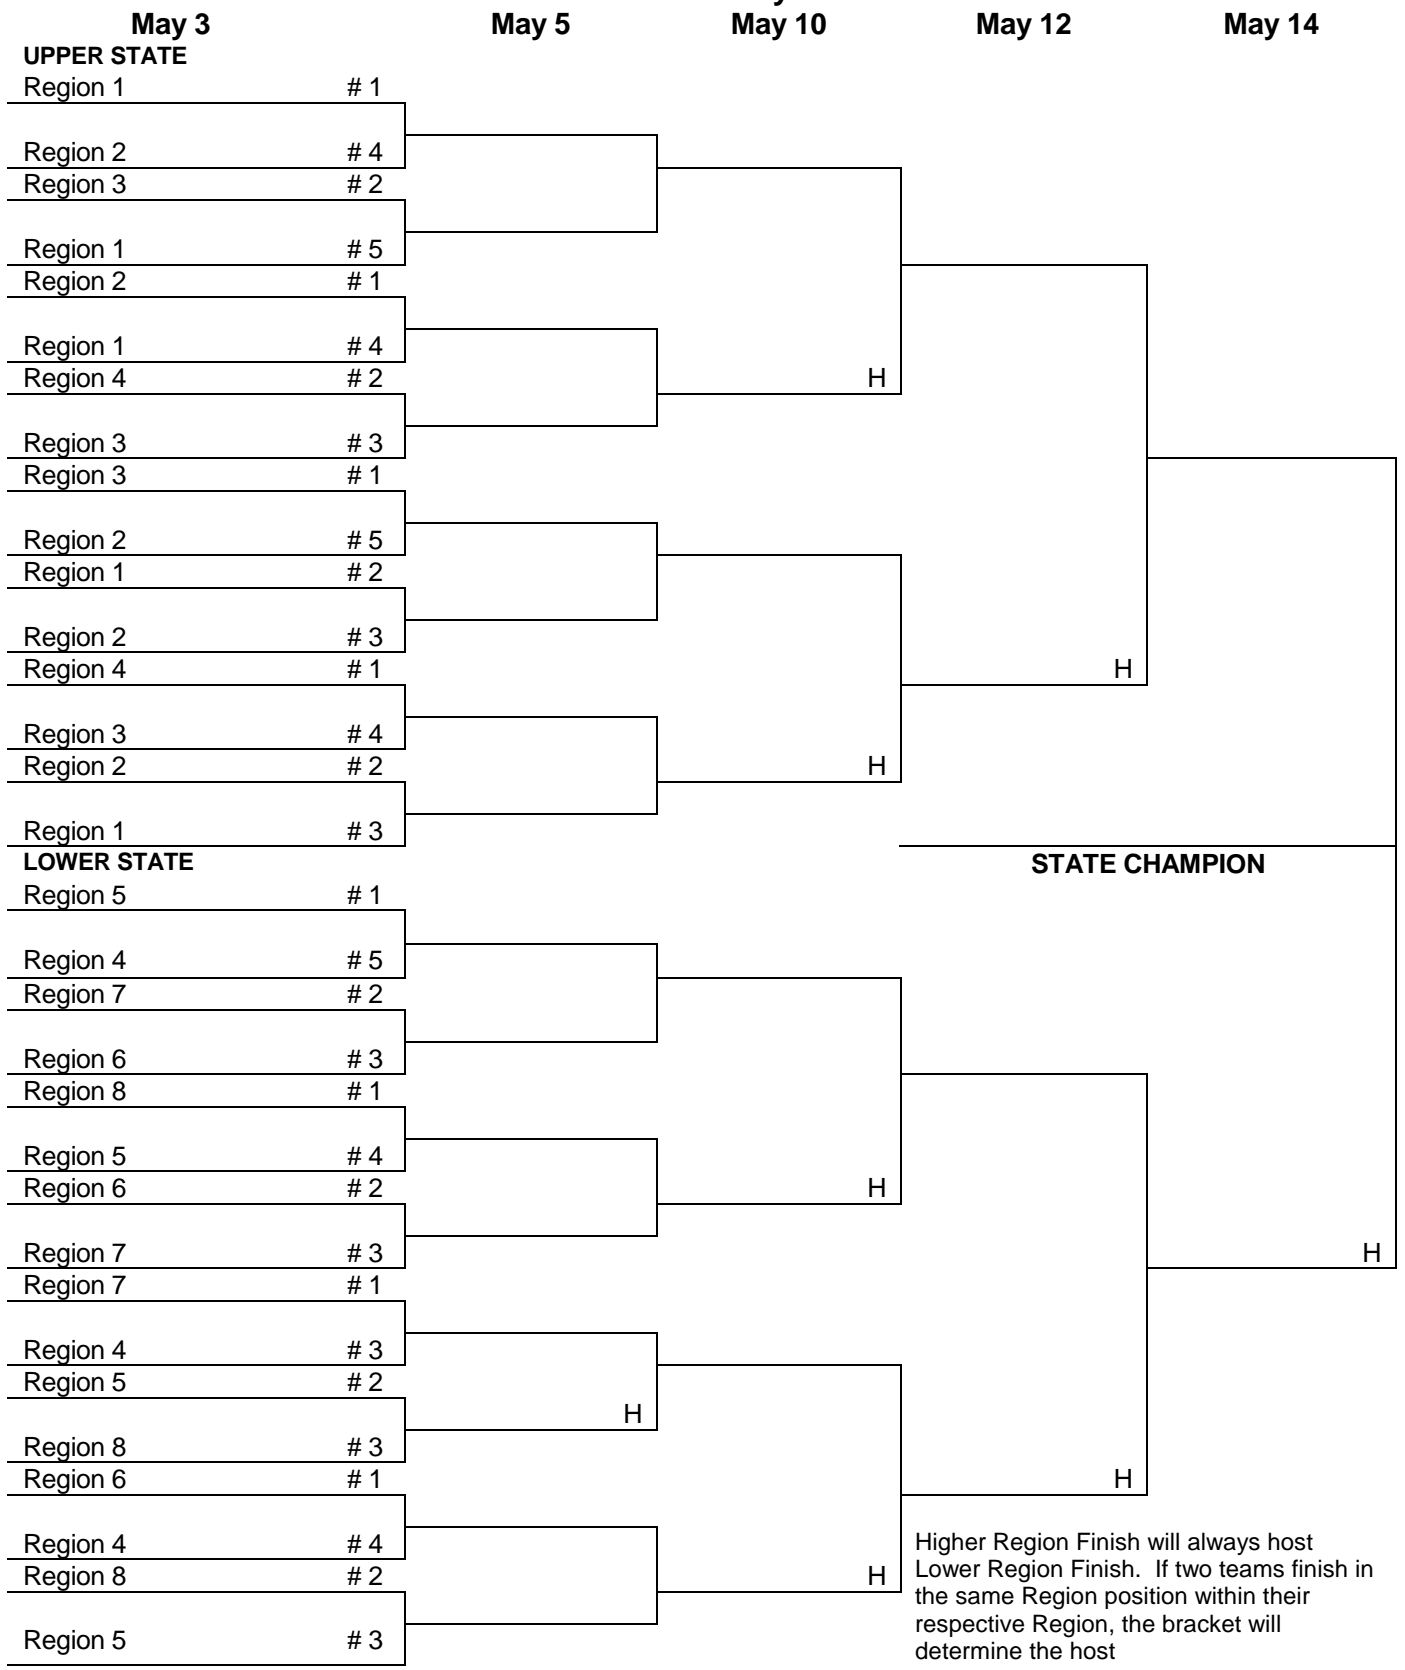 May 3 May 5 May 10 May 12 May 14
UPPER STATE
Region 1 # 1
Region 2 # 4
Region 3 # 2
Region 1 # 5
Region 2 # 1
Region 1 # 4
Region 4 # 2 H
Region 3 # 3
Region 3 # 1
Region 2 # 5
Region 1 # 2
Region 2 # 3
Region 4 # 1 H
Region 3 # 4
Region 2 # 2 H
Region 1 # 3
LOWER STATE STATE CHAMPION
Region 5 # 1
Region 4 # 5
Region 7 # 2
Region 6 # 3
Region 8 # 1
Region 5 # 4
Region 6 # 2 H
Region 7 # 3 H
Region 7 # 1
Region 4 # 3
Region 5 # 2
H
Region 8 # 3
Region 6 # 1 H
Region 4 # 4 Higher Region Finish will always host
Region 8 # 2 H Lower Region Finish. If two teams finish in
the same Region position within their
respective Region, the bracket will
Region 5 # 3
determine the host